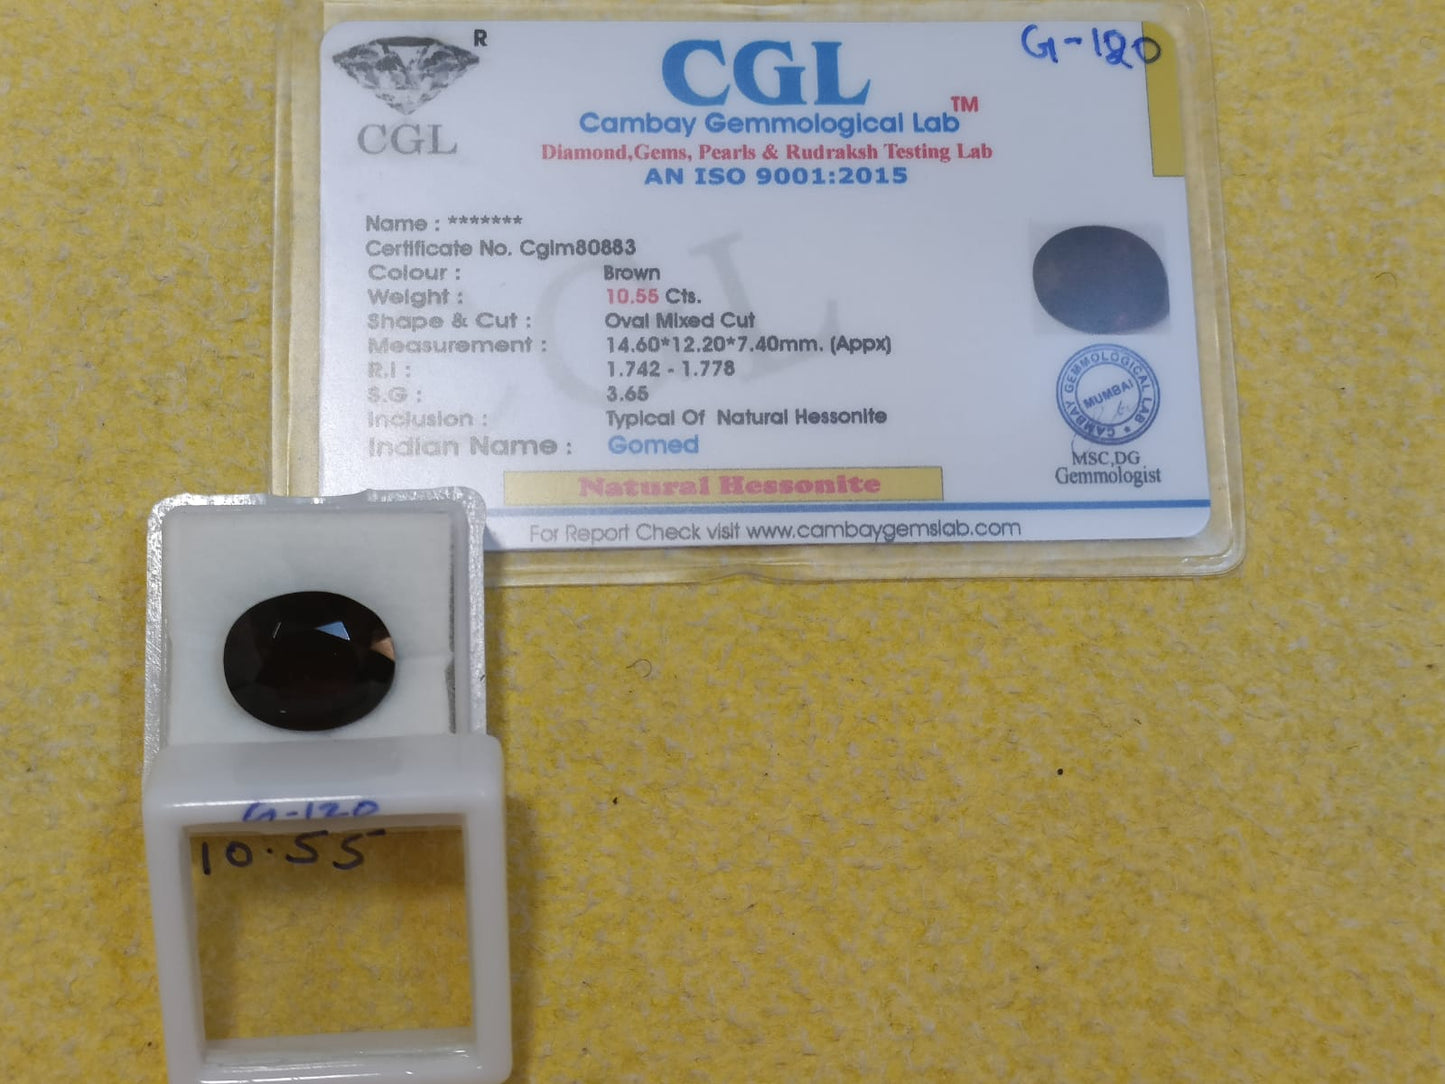 R
CGL
CGL
TM
Cambay Gemmological Lab
Diamond,Gems, Pearls & Rudraksh Testing Lab
AN ISO 9001:2015
G-120
Name : *******
Certificate No. Cglm80883
Colour : Brown
Weight : 10.55 Cts.
Shape & Cut : Oval Mixed Cut
Measurement : 14.60*12.20*7.40mm. (Appx)
R.I : 1.742 - 1.778
S.G : 3.65
Inclusion : Typical Of Natural Hessonite
Indian Name : Gomed
Natural Hessonite
CAMBAY GEMMOLOGICAL LAB
MUMBAI
MSC,DG
Gemmologist
For Report Check visit www.cambaygemslab.com
G-120
10.55